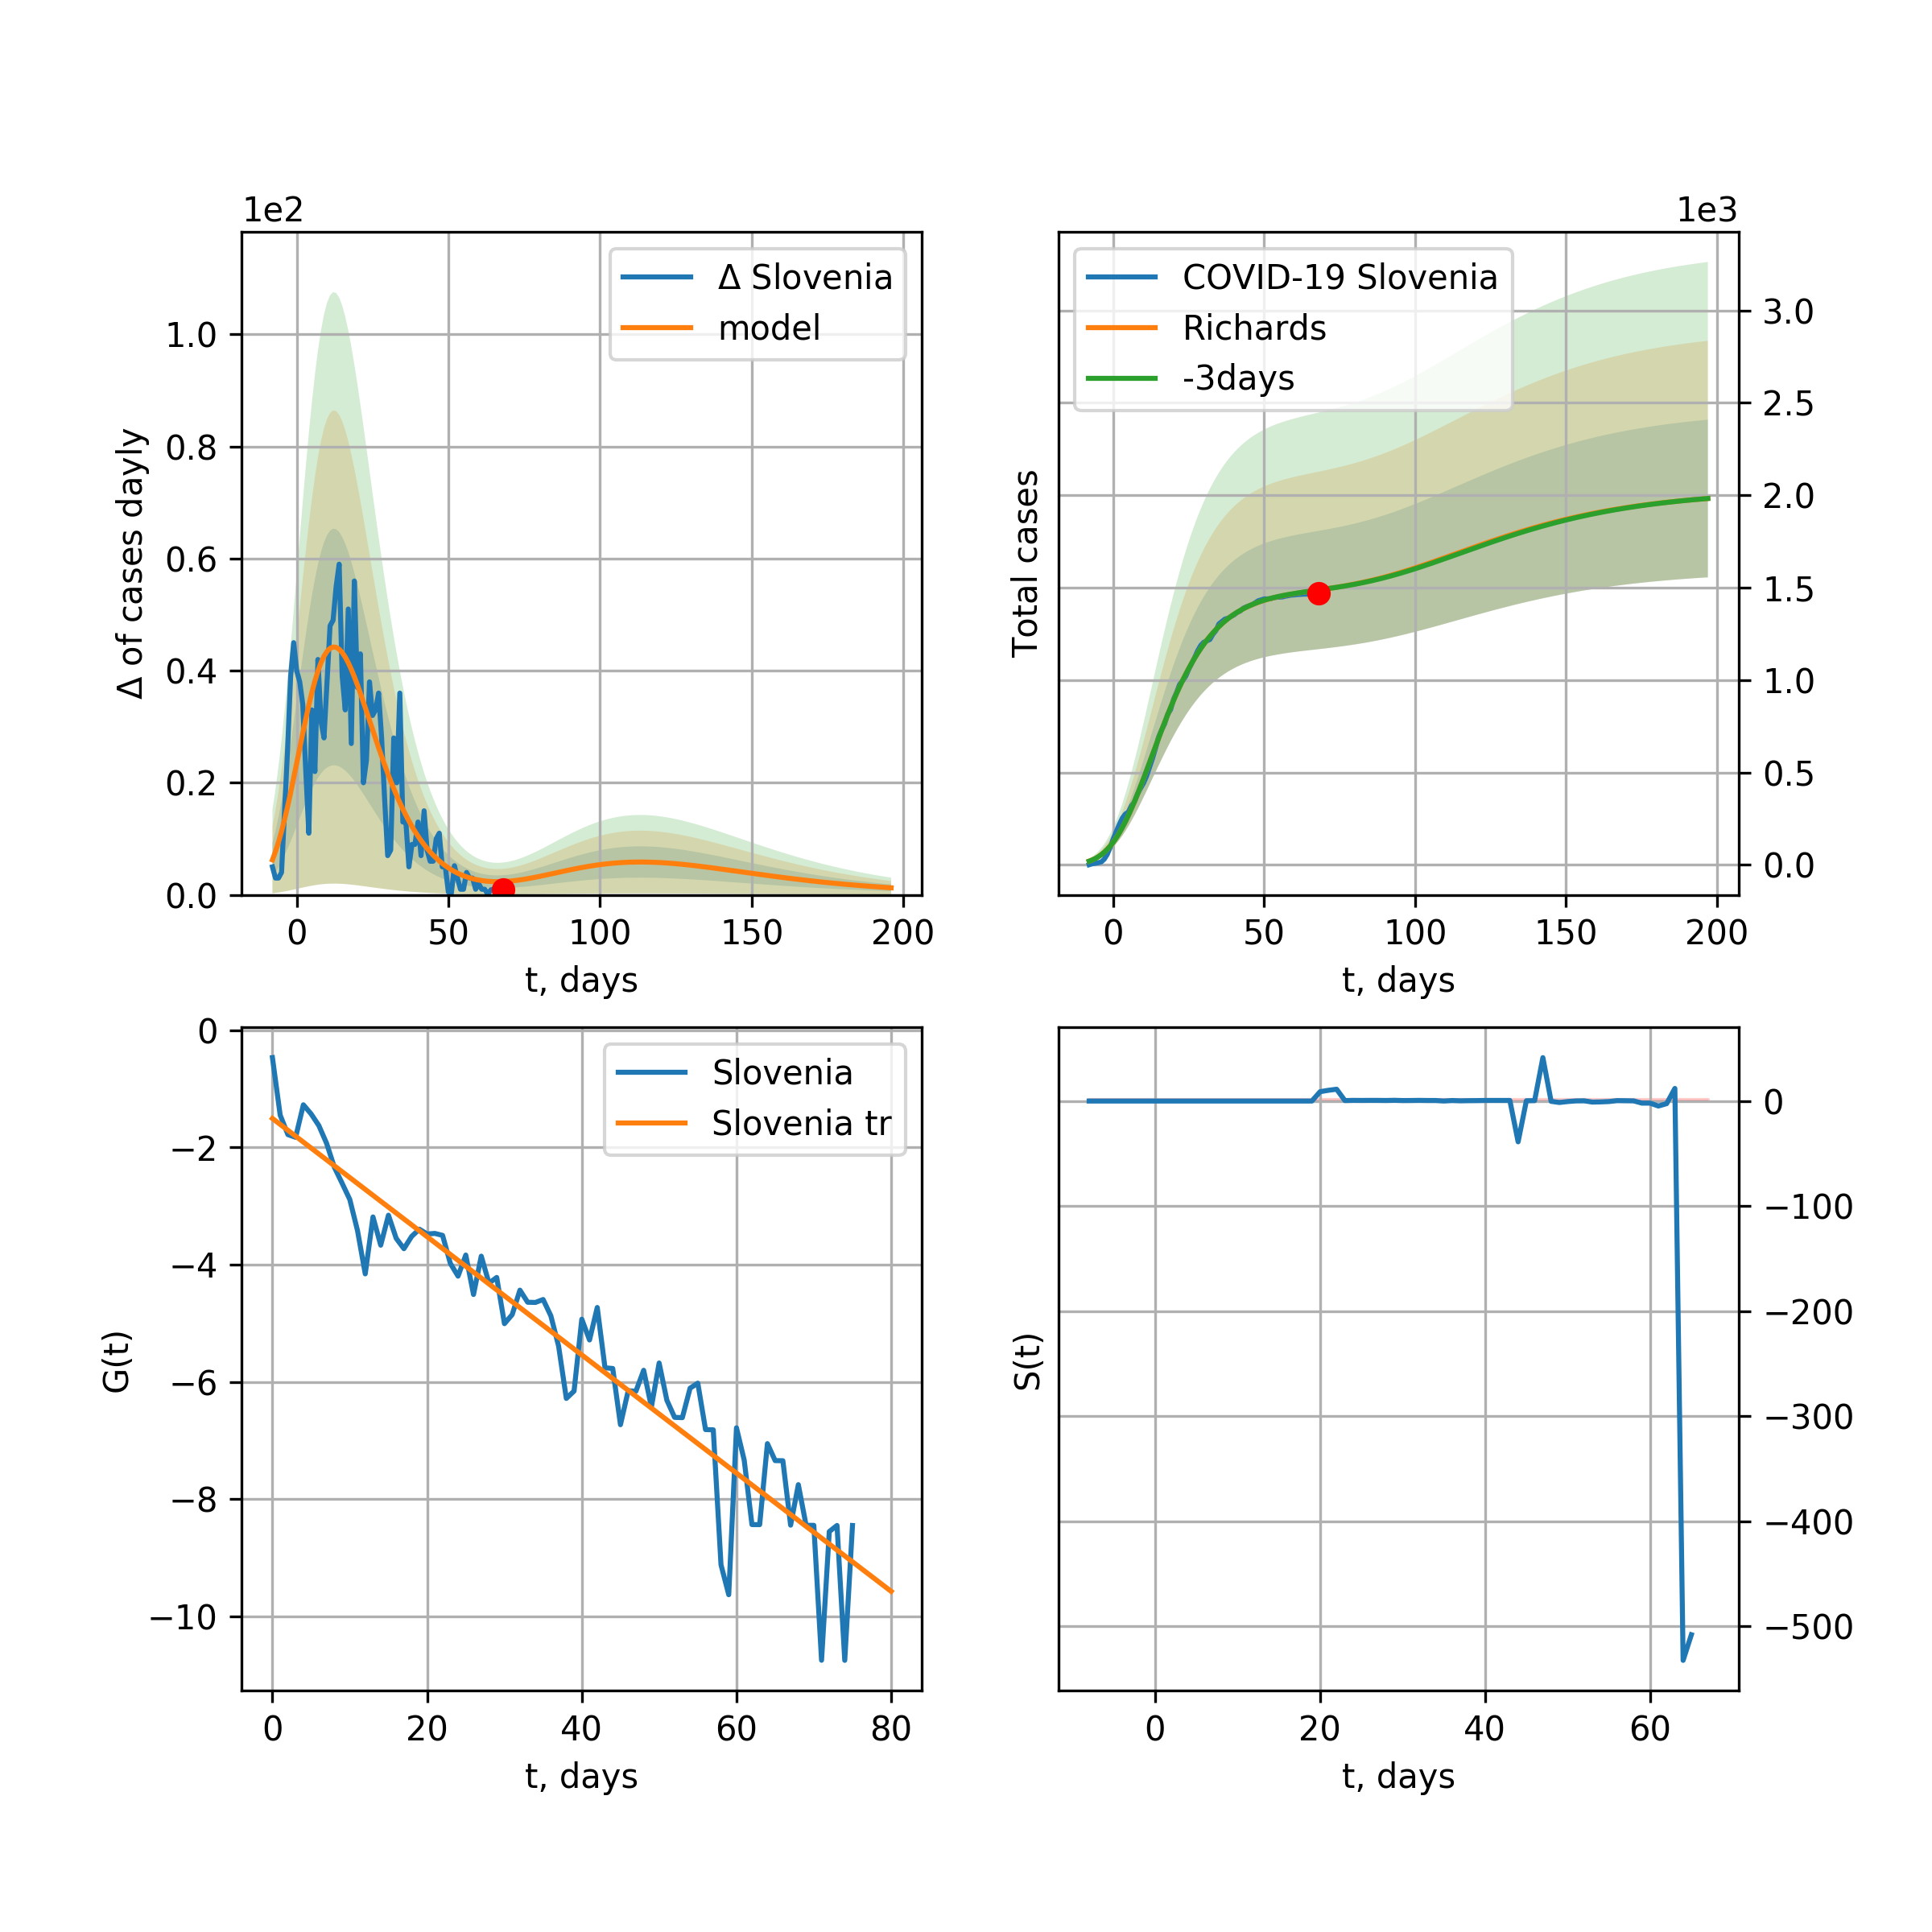 1e2
Δ Slovenia
model
Δ of cases dayly
1.0
0.8
0.6
0.4
0.2
0.0
0 50 100 150 200
t, days
1e3
COVID-19 Slovenia
Richards
-3days
Total cases
3.0
2.5
2.0
1.5
1.0
0.5
0.0
0 50 100 150 200
t, days
Slovenia
Slovenia tr
G(t)
0
−2
−4
−6
−8
−10
0 20 40 60 80
t, days
S(t)
0
−100
−200
−300
−400
−500
0 20 40 60
t, days